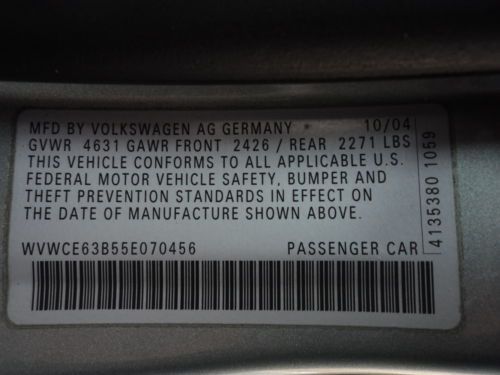 MFD BY VOLKSWAGEN AG GERMANY 10/04
GVWR 4631 GAWR FRONT 2426 / REAR 2271 LBS
THIS VEHICLE CONFORMS TO ALL APPLICABLE U.S.
FEDERAL MOTOR VEHICLE SAFETY, BUMPER AND
THEFT PREVENTION STANDARDS IN EFFECT ON
THE DATE OF MANUFACTURE SHOWN ABOVE.
WVWCE63B55E070456 PASSENGER CAR
4135380 1059